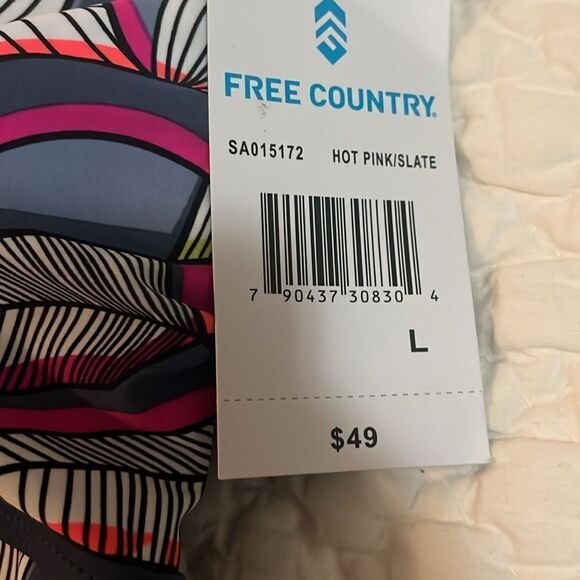 FREE COUNTRY®
SA015172 HOT PINK/SLATE
7 90437 30830 4
L
$49